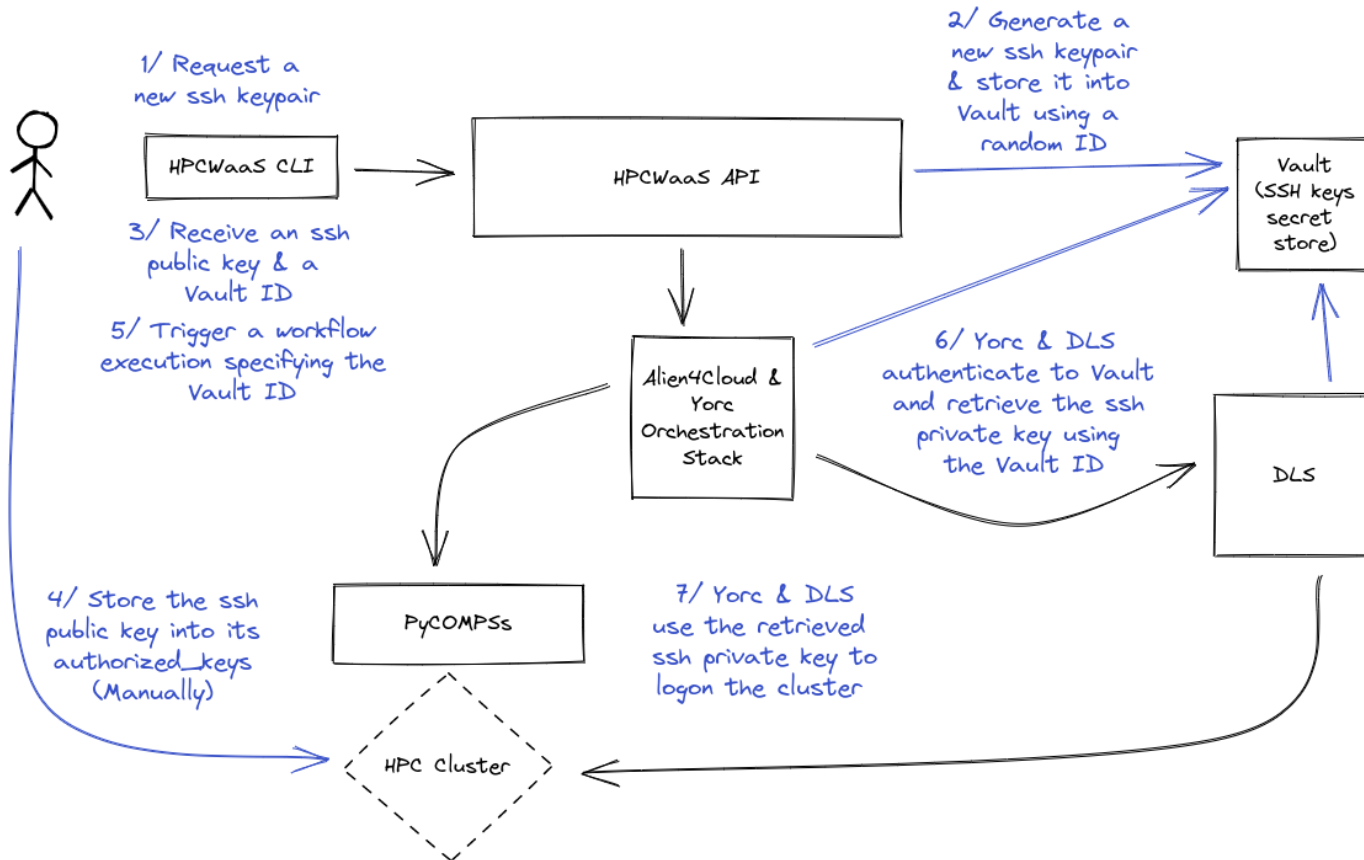 1/ Request a
new ssh keypair
2/ Generate a
new ssh keypair
& store it into
Vault using a
random ID
HPCWaaS CLI
HPCWaaS API
Vault
(SSH keys
secret
store)
3/ Receive an ssh
public key & a
Vault ID
5/ Trigger a workflow
execution specifying the
Vault ID
Alien4Cloud &
Yorc
Orchestration
Stack
6/ Yorc & DLS
authenticate to Vault
and retrieve the ssh
private key using
the Vault ID
DLS
4/ Store the ssh
public key into its
authorized_keys
(Manually)
PyCOMPSs
7/ Yorc & DLS
use the retrieved
ssh private key to
logon the cluster
HPC Cluster